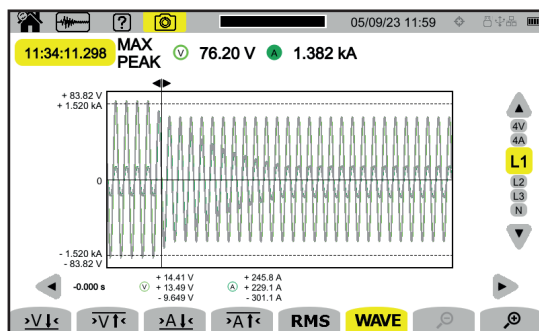 ?
05/09/23 11:59
11:34:11.298
MAX
PEAK
V 76.20 V A 1.382 kA
+ 83.82 V
+ 1.520 kA
0
- 1.520 kA
- 83.82 V
4V
4A
L1
L2
L3
N
-0.000 s
V
+ 14.41 V
+ 13.49 V
- 9.649 V
A
+ 245.8 A
+ 229.1 A
- 301.1 A
>V↓< >V↑< >A↓< >A↑< RMS WAVE